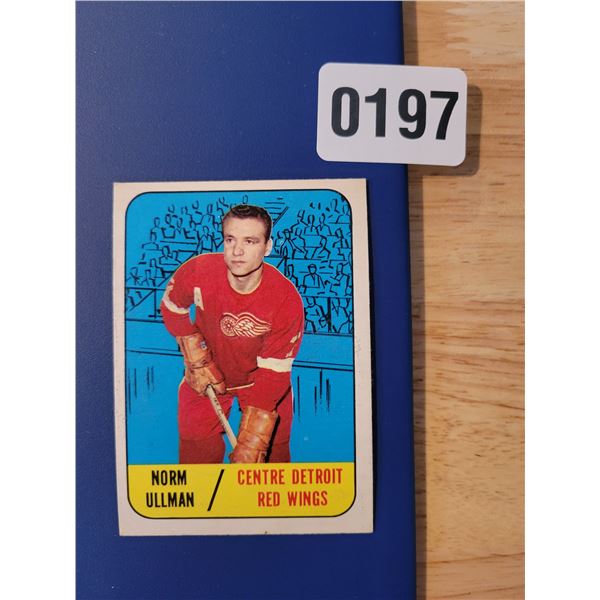 0197
NORM
ULLMAN
/
CENTRE DETROIT
RED WINGS
A